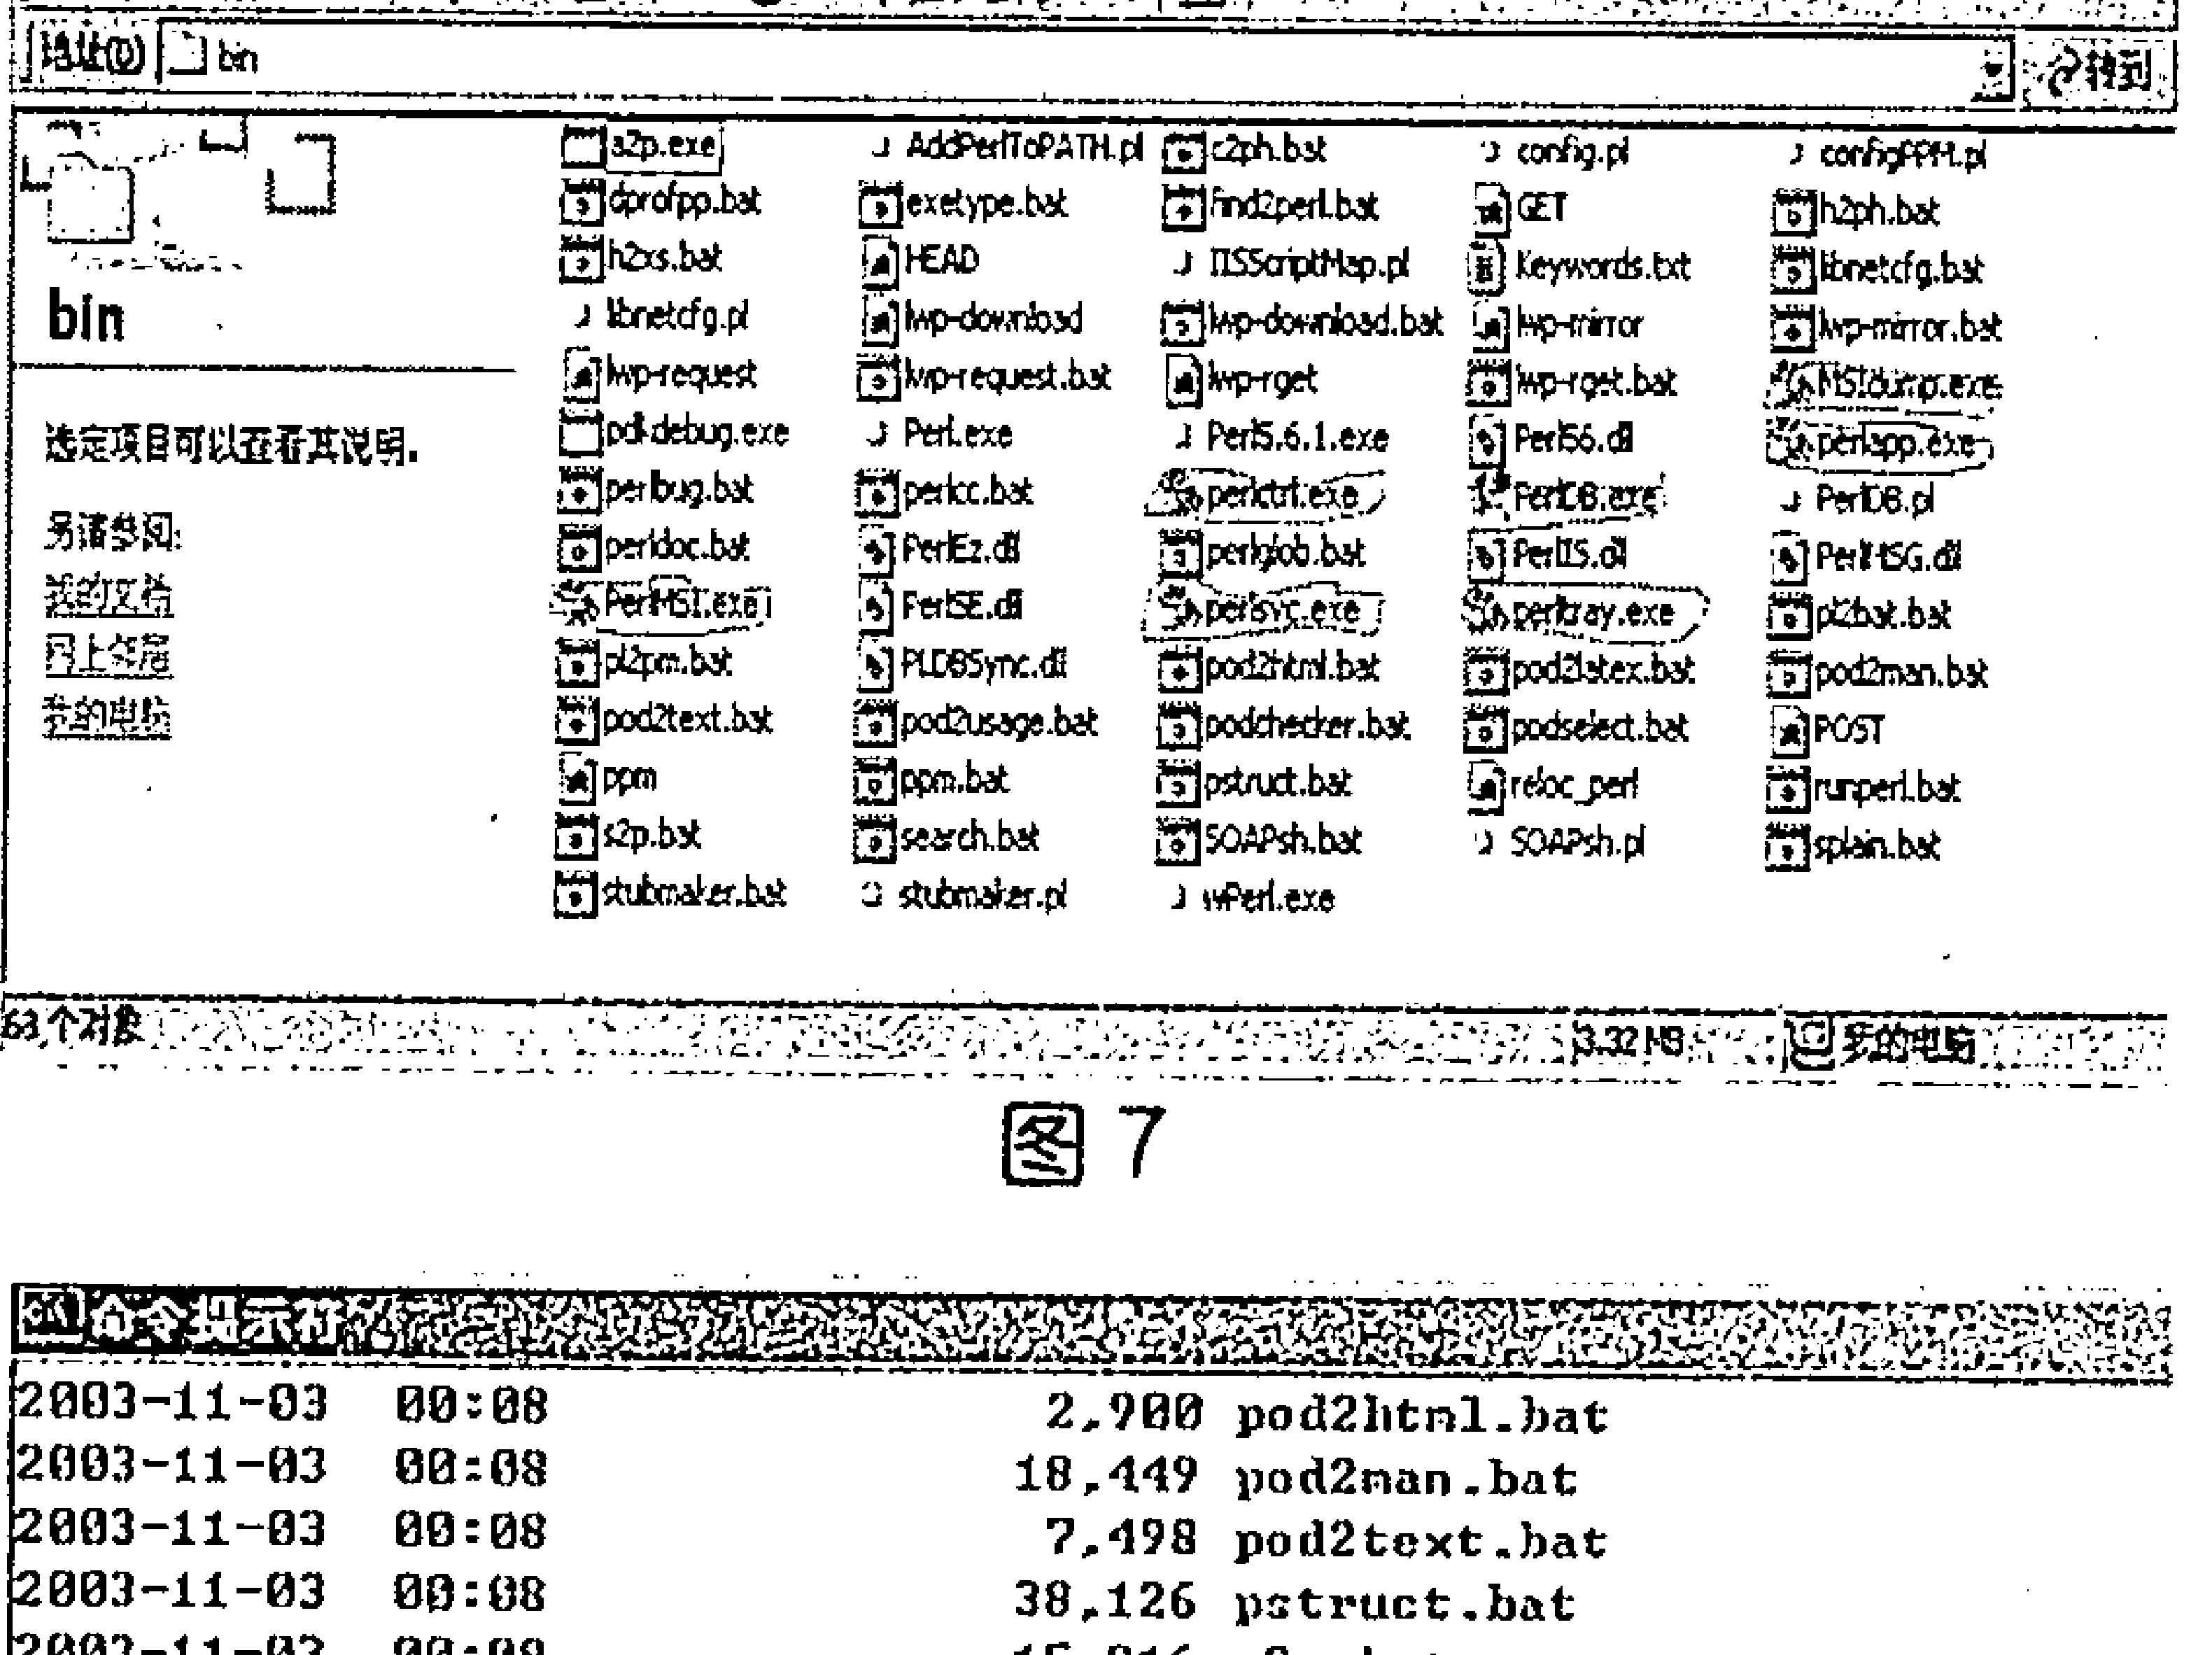 地址(D) bin 转到
a2p.exe AddPerlToPATH.pl c2ph.bat config.pl configPPM.pl
dprofpp.bat exetype.bat find2perl.bat GET h2ph.bat
h2xs.bat HEAD IISScriptMap.pl Keywords.txt libnetcfg.bat
libnetcfg.pl lwp-download lwp-download.bat lwp-mirror lwp-mirror.bat
bin
lwp-request lwp-request.bat lwp-rget lwp-rget.bat MSIdump.exe
选定项目可以查看其说明.
pdkdebug.exe Perl.exe Perl5.6.1.exe Perl56.dll perlapp.exe
perlbug.bat perlcc.bat perlctrl.exe PerlDB.exe PerlDB.pl
另请参阅:
perldoc.bat PerlEz.dll perlglob.bat PerlIS.dll PerlMSG.dll
我的文档
PerlMSI.exe PerlSE.dll perlsvc.exe perltray.exe pl2bat.bat
网上邻居
pl2pm.bat PLDBSync.dll pod2html.bat pod2latex.bat pod2man.bat
我的电脑
pod2text.bat pod2usage.bat podchecker.bat podselect.bat POST
ppm ppm.bat pstruct.bat reloc_perl runperl.bat
s2p.bat search.bat SOAPsh.bat SOAPsh.pl splain.bat
stubmaker.bat stubmaker.pl wPerl.exe
63个对象 3.32 MB 我的电脑
图 7
命令提示符
2003-11-03 00:08 2,900 pod2html.bat
2003-11-03 00:08 18,449 pod2man.bat
2003-11-03 00:08 7,498 pod2text.bat
2003-11-03 00:08 38,126 pstruct.bat